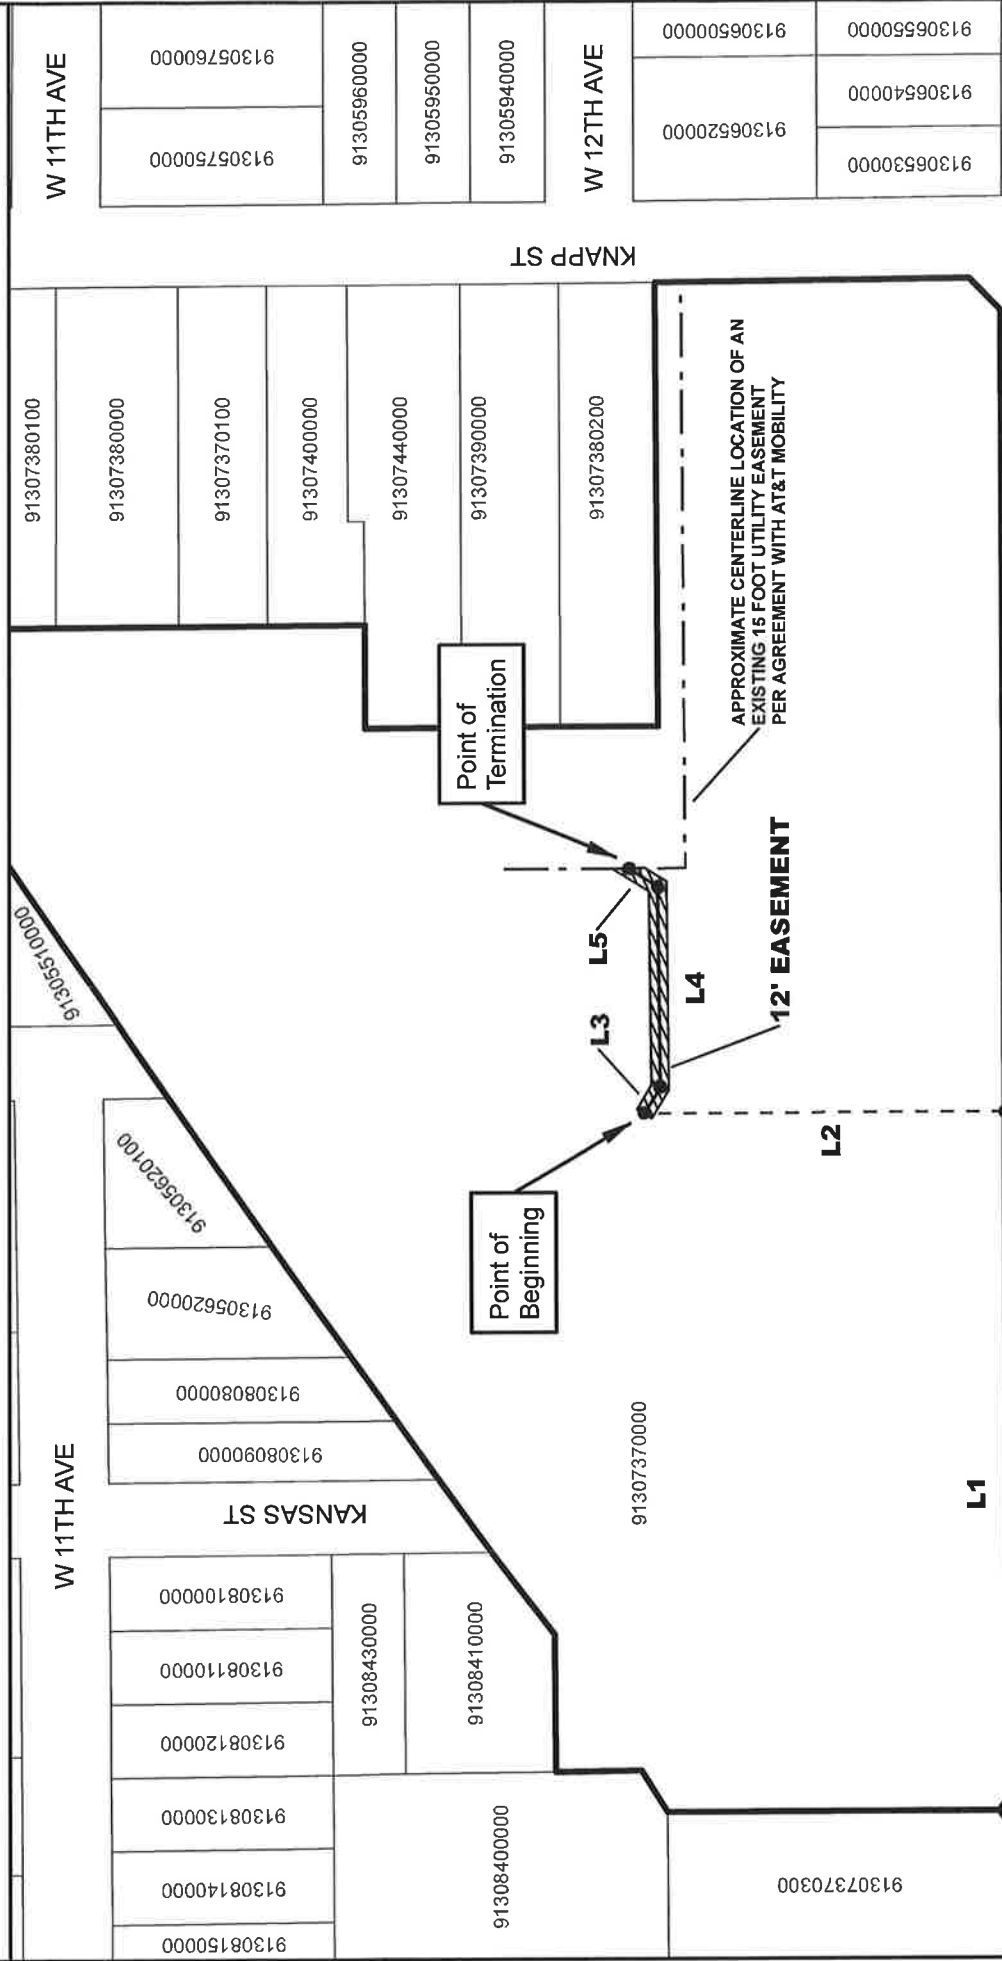 W 11TH AVE
91305760000
91305750000
91305960000
91305950000
91305940000
W 12TH AVE
91306500000
91306520000
91306550000
91306540000
91306530000
KNAPP ST
91307380100
91307380000
91307370100
91307400000
91307440000
91307390000
91307380200
APPROXIMATE CENTERLINE LOCATION OF AN
EXISTING 15 FOOT UTILITY EASEMENT
PER AGREEMENT WITH AT&T MOBILITY
Point of
Termination
91305510000
L5
L4
12' EASEMENT
L3
L2
91305620100
Point of
Beginning
91305620000
91308080000
91308090000
W 11TH AVE
KANSAS ST
91307370000
L1
91308100000
91308110000
91308120000
91308130000
91308140000
91308150000
91308430000
91308410000
91308400000
91307370300